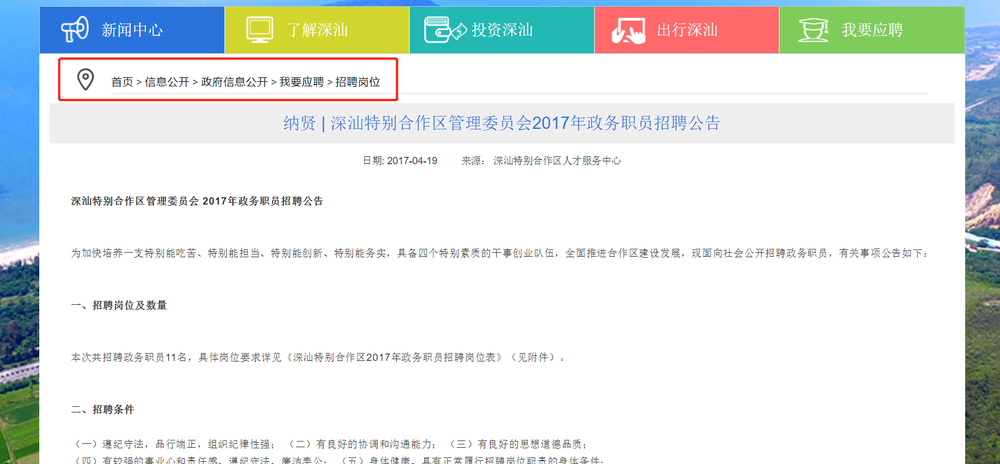 新闻中心 了解深汕 投资深汕 出行深汕 我要应聘
首页 > 信息公开 > 政府信息公开 > 我要应聘 > 招聘岗位
纳贤 | 深汕特别合作区管理委员会2017年政务职员招聘公告
日期: 2017-04-19 来源： 深汕特别合作区人才服务中心
深汕特别合作区管理委员会 2017年政务职员招聘公告
为加快培养一支特别能吃苦、特别能担当、特别能创新、特别能务实，具备四个特别素质的干事创业队伍，全面推进合作区建设发展，现面向社会公开招聘政务职员，有关事项公告如下：
一、招聘岗位及数量
本次共招聘政务职员11名，具体岗位要求详见《深汕特别合作区2017年政务职员招聘岗位表》（见附件）。
二、招聘条件
（一）遵纪守法，品行端正，组织纪律性强； （二）有良好的协调和沟通能力； （三）有良好的思想道德品质；
（四）有较强的事业心和责任感，遵纪守法、廉洁奉公； （五）身体健康，具有正常履行招聘岗位职责的身体条件；